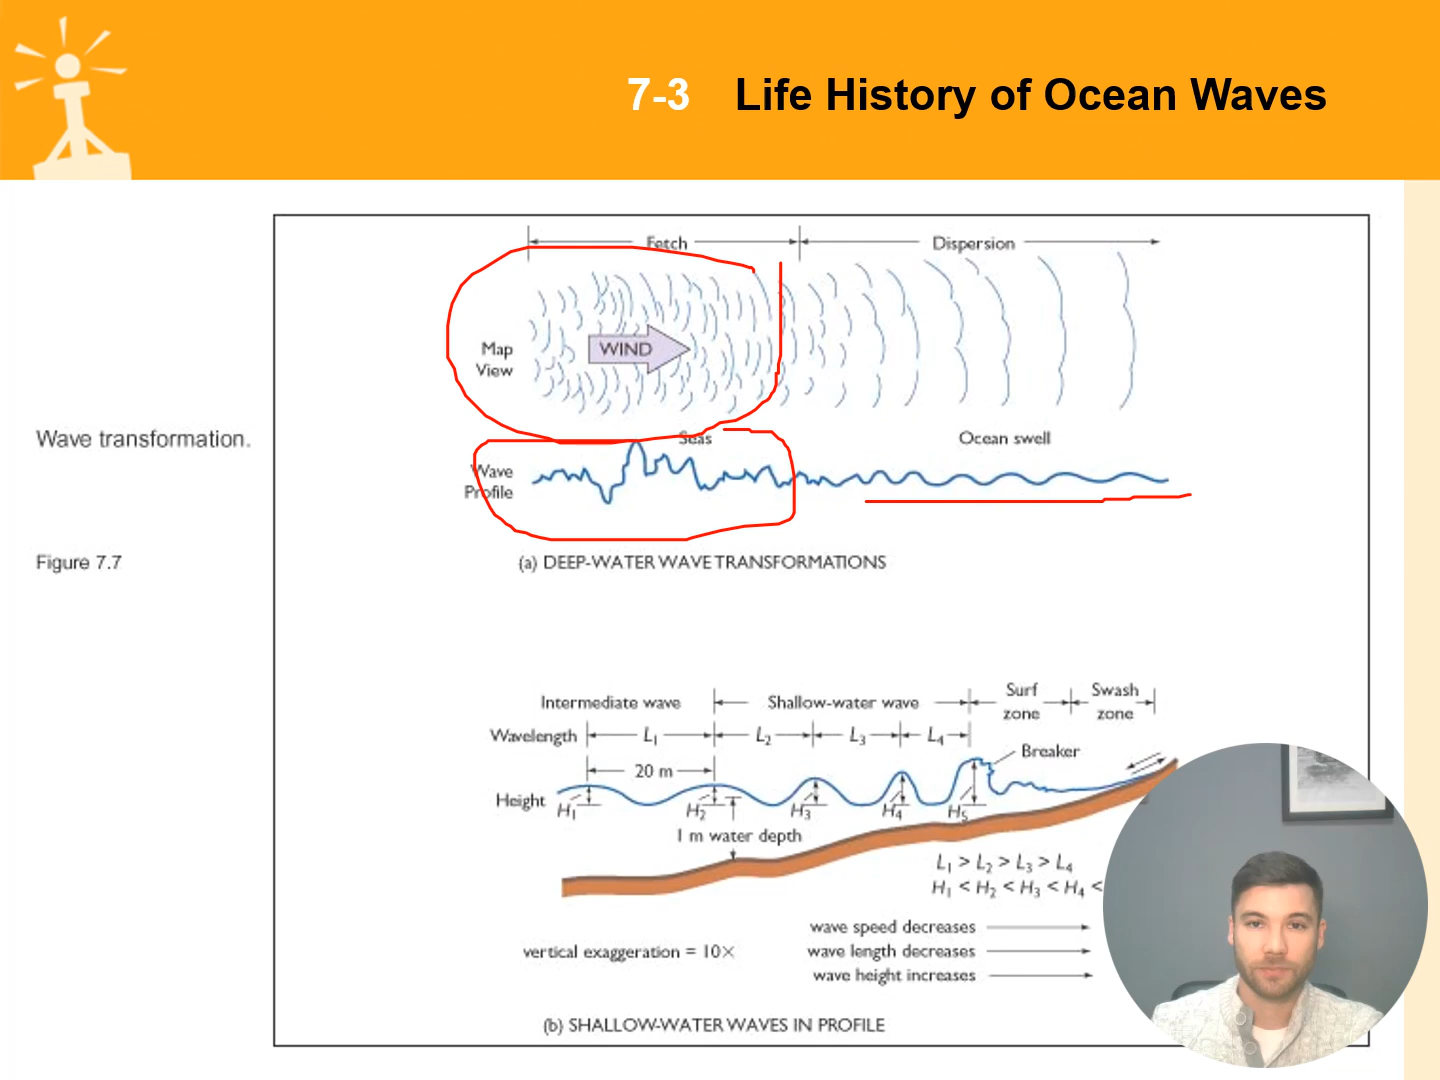 7-3 Life History of Ocean Waves
Fetch
Dispersion
Map
View
WIND
Seas
Ocean swell
Wave
Profile
Wave transformation.
Figure 7.7
(a) DEEP-WATER WAVE TRANSFORMATIONS
Intermediate wave
Shallow-water wave
Surf
zone
Swash
zone
Wavelength
L₁
L₂
L₃
L₄
20 m
Breaker
Height
H₁
H₂
H₃
H₄
H₅
1 m water depth
L₁ > L₂ > L₃ > L₄
H₁ < H₂ < H₃ < H₄ <
wave speed decreases
vertical exaggeration = 10×
wave length decreases
wave height increases
(b) SHALLOW-WATER WAVES IN PROFILE